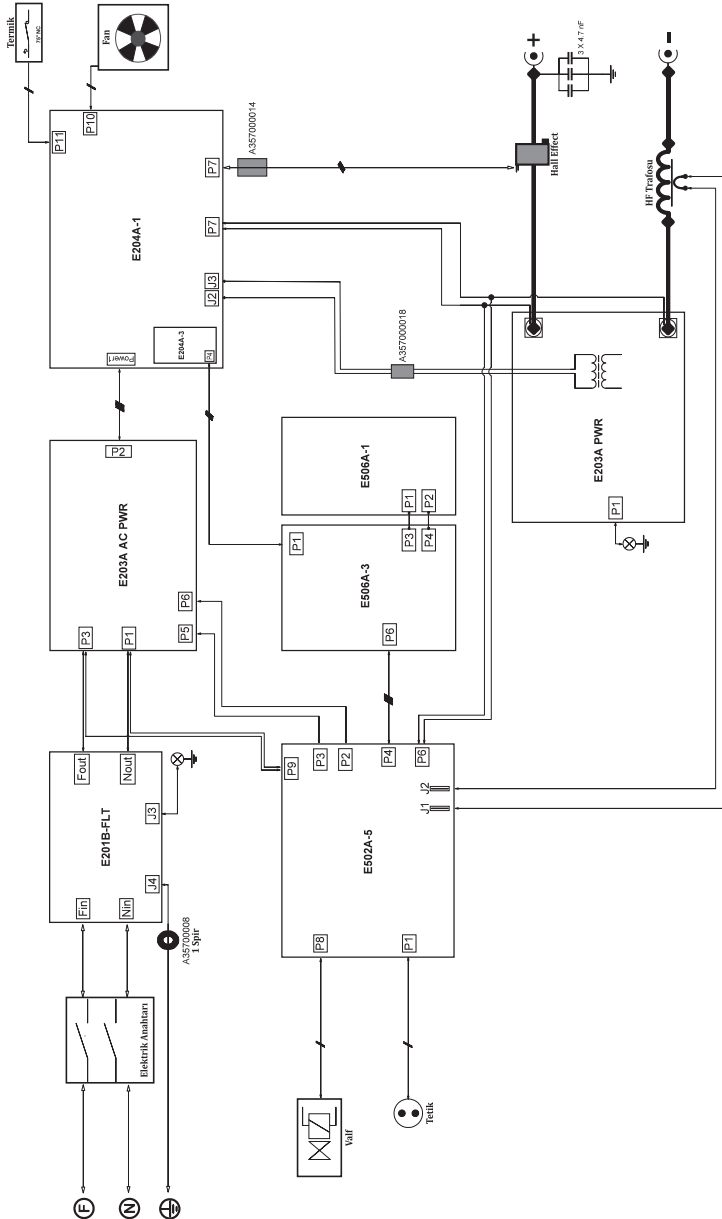 F
N
Elektrik Anahtarı
Fin
Nin
Fout
Nout
J4
J3
E201B-FLT
A35700008
1 Spir
P3
P1
P2
P5
P6
E203A AC PWR
Power1
P11
P10
P7
P7
J3
J2
E204A-1
E204A-3
P4
Termik
Fan
A357000014
A357000018
Valf
Tetik
P8
P1
P9
P3
P2
P4
P6
J1
J2
E502A-5
P1
P6
P3
P4
E506A-3
P1
P2
E506A-1
P1
E203A PWR
Hall Effect
+
3 X 4.7 nF
-
HF Trafosu